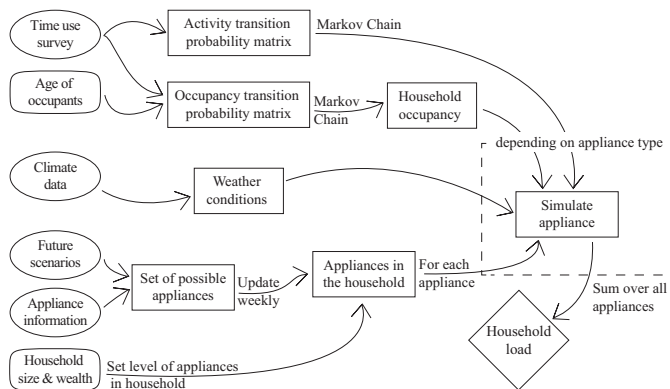 Time use
survey
Activity transition
probability matrix
Markov Chain
Age of
occupants
Occupancy transition
probability matrix
Markov
Chain
Household
occupancy
depending on appliance type
Climate
data
Weather
conditions
Simulate
appliance
Future
scenarios
Appliance
information
Set of possible
appliances
Update
weekly
Appliances in
the household
For each
appliance
Sum over all
appliances
Household
load
Household
size & wealth
Set level of appliances
in household